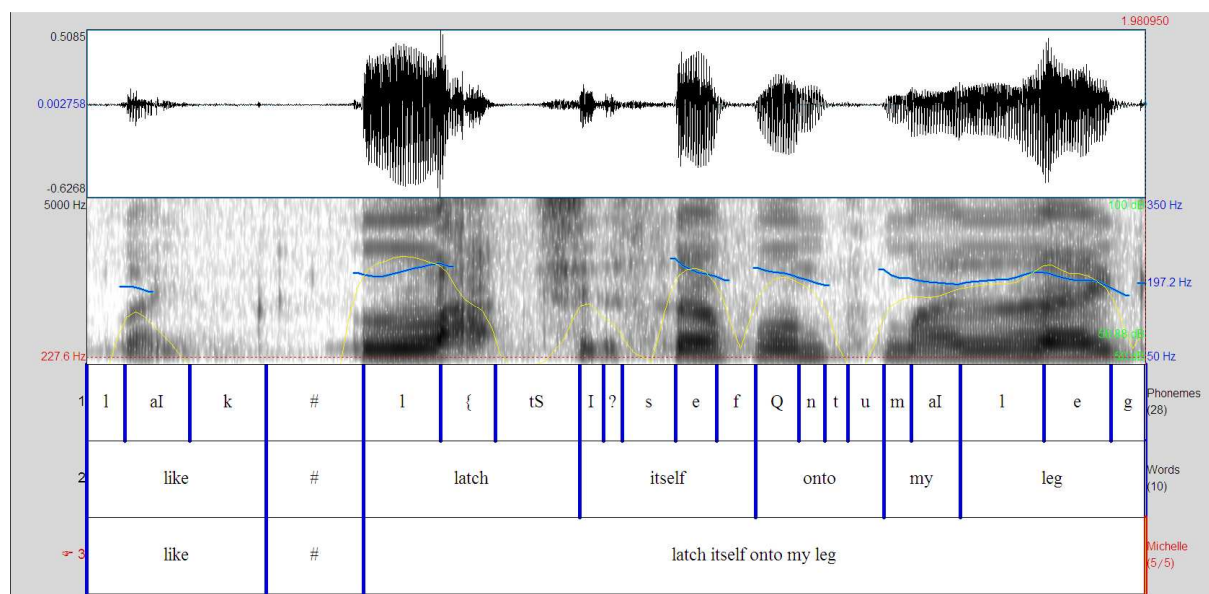 1.980950
0.5085
0.002758
-0.6268
5000 Hz 100 dB 350 Hz
197.2 Hz
227.6 Hz 50 Hz
1 l aI k # l { tS I ? s e f Q n t u m aI l e g Phonemes
(28)
2 like # latch itself onto my leg Words
(10)
☞ 3 like # latch itself onto my leg Michelle
(5/5)